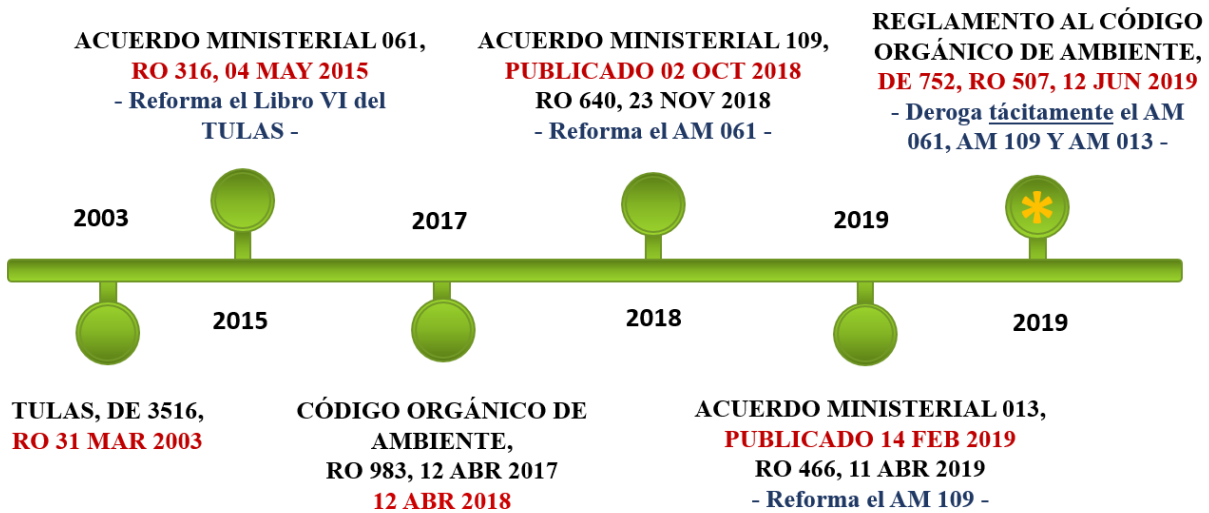 ACUERDO MINISTERIAL 061,
RO 316, 04 MAY 2015
- Reforma el Libro VI del
TULAS -
ACUERDO MINISTERIAL 109,
PUBLICADO 02 OCT 2018
RO 640, 23 NOV 2018
- Reforma el AM 061 -
REGLAMENTO AL CÓDIGO
ORGÁNICO DE AMBIENTE,
DE 752, RO 507, 12 JUN 2019
- Deroga tácitamente el AM
061, AM 109 Y AM 013 -
2003
2017
2019
*
2015
2018
2019
TULAS, DE 3516,
RO 31 MAR 2003
CÓDIGO ORGÁNICO DE
AMBIENTE,
RO 983, 12 ABR 2017
12 ABR 2018
ACUERDO MINISTERIAL 013,
PUBLICADO 14 FEB 2019
RO 466, 11 ABR 2019
- Reforma el AM 109 -